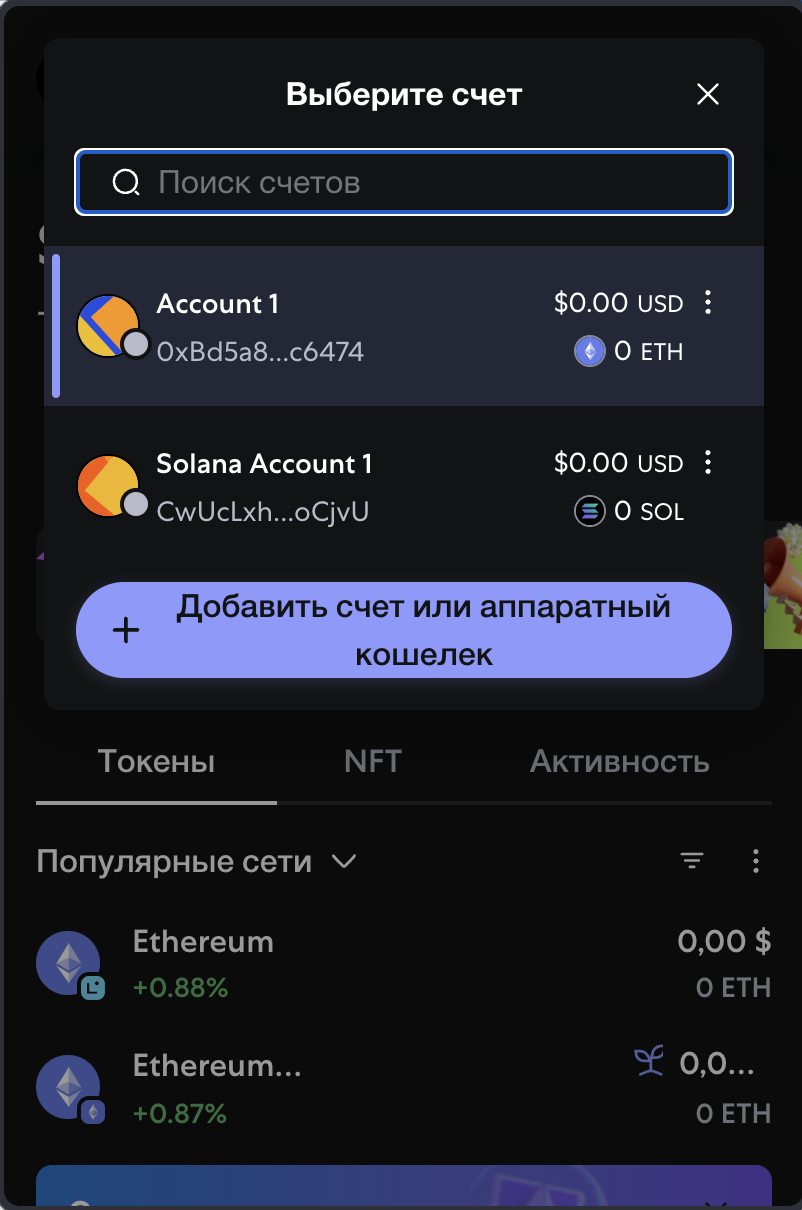 Выберите счет
Поиск счетов
Account 1
$0.00 USD
0xBd5a8...c6474
0 ETH
Solana Account 1
$0.00 USD
CwUcLxh...oCjvU
0 SOL
+ Добавить счет или аппаратный
кошелек
Токены
NFT
Активность
Популярные сети
Ethereum
0,00 $
+0.88%
0 ETH
Ethereum...
0,0...
+0.87%
0 ETH